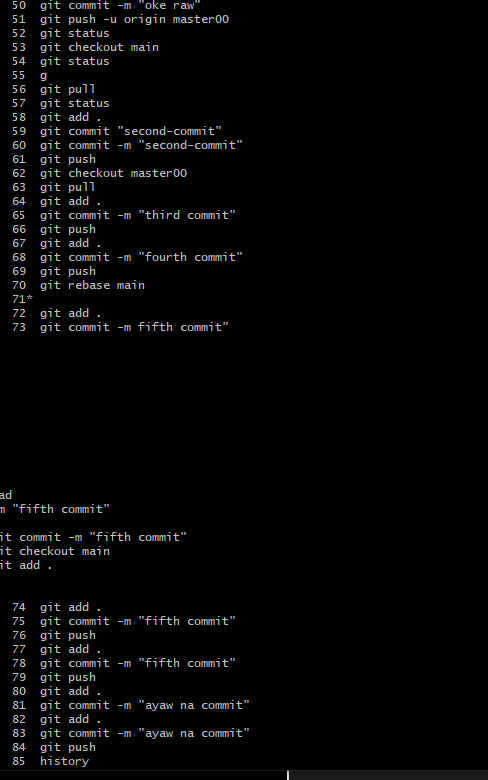 50 git commit -m "oke raw"
51 git push -u origin master00
52 git status
53 git checkout main
54 git status
55 g
56 git pull
57 git status
58 git add .
59 git commit "second-commit"
60 git commit -m "second-commit"
61 git push
62 git checkout master00
63 git pull
64 git add .
65 git commit -m "third commit"
66 git push
67 git add .
68 git commit -m "fourth commit"
69 git push
70 git rebase main
71*
72 git add .
73 git commit -m fifth commit"
ad
m "fifth commit"
it commit -m "fifth commit"
it checkout main
it add .
74 git add .
75 git commit -m "fifth commit"
76 git push
77 git add .
78 git commit -m "fifth commit"
79 git push
80 git add .
81 git commit -m "ayaw na commit"
82 git add .
83 git commit -m "ayaw na commit"
84 git push
85 history